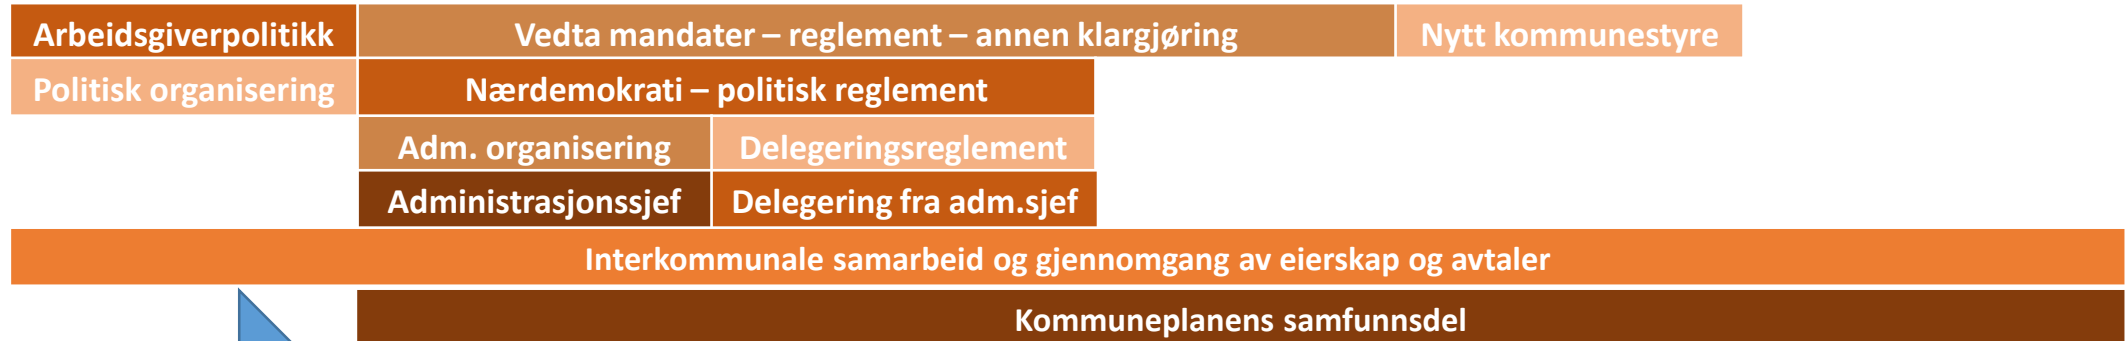 Arbeidsgiverpolitikk Vedta mandater – reglement – annen klargjøring Nytt kommunestyre
Politisk organisering Nærdemokrati – politisk reglement
Adm. organisering Delegeringsreglement
Administrasjonssjef Delegering fra adm.sjef
Interkommunale samarbeid og gjennomgang av eierskap og avtaler
Kommuneplanens samfunnsdel